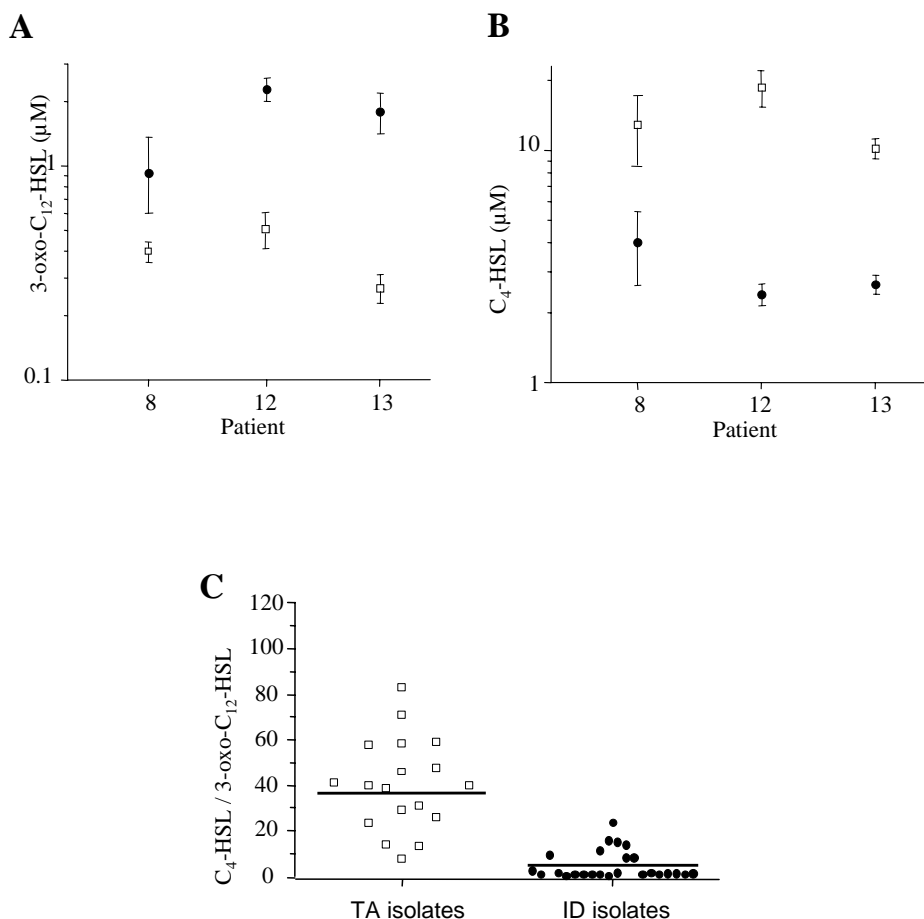 A
3-oxo-C₁₂-HSL (µM)
1
0.1
8 12 13
Patient
B
C₄-HSL (µM)
10
1
8 12 13
Patient
C
C₄-HSL / 3-oxo-C₁₂-HSL
120
100
80
60
40
20
0
TA isolates ID isolates